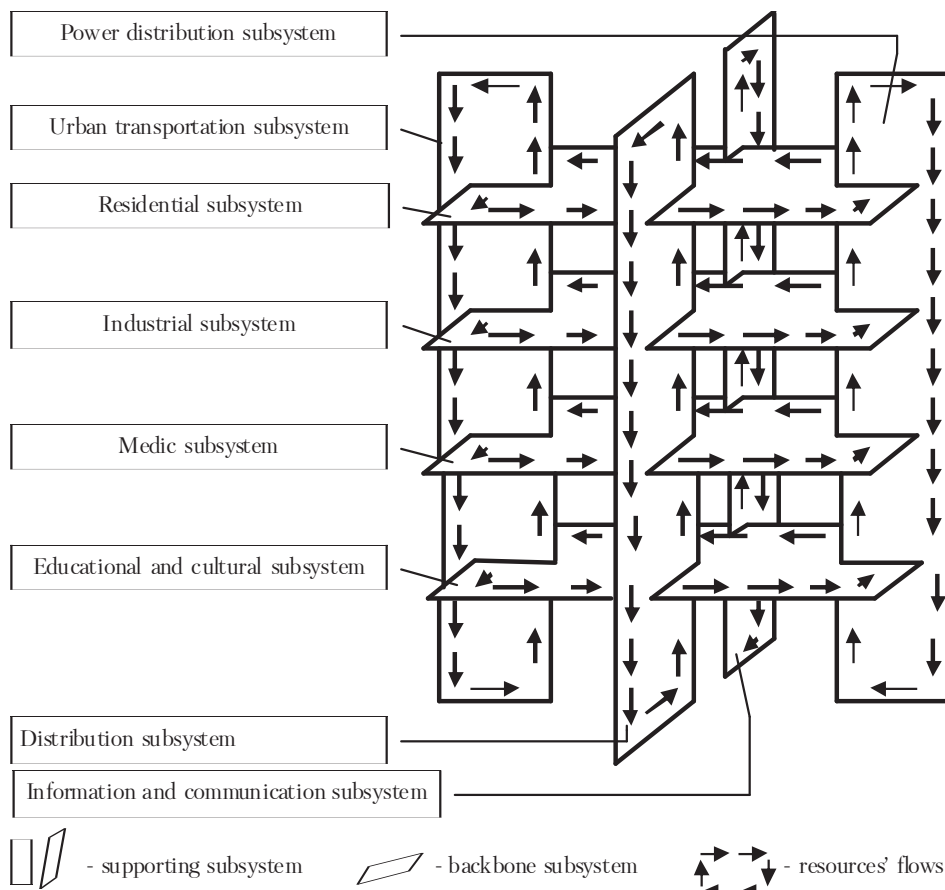 Power distribution subsystem
Urban transportation subsystem
Residential subsystem
Industrial subsystem
Medic subsystem
Educational and cultural subsystem
Distribution subsystem
Information and communication subsystem
- supporting subsystem
- backbone subsystem
- resources' flows